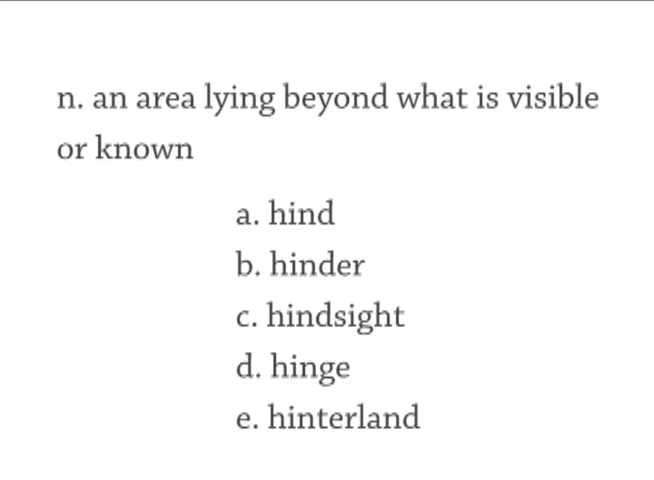 n. an area lying beyond what is visible
or known
a. hind
b. hinder
c. hindsight
d. hinge
e. hinterland